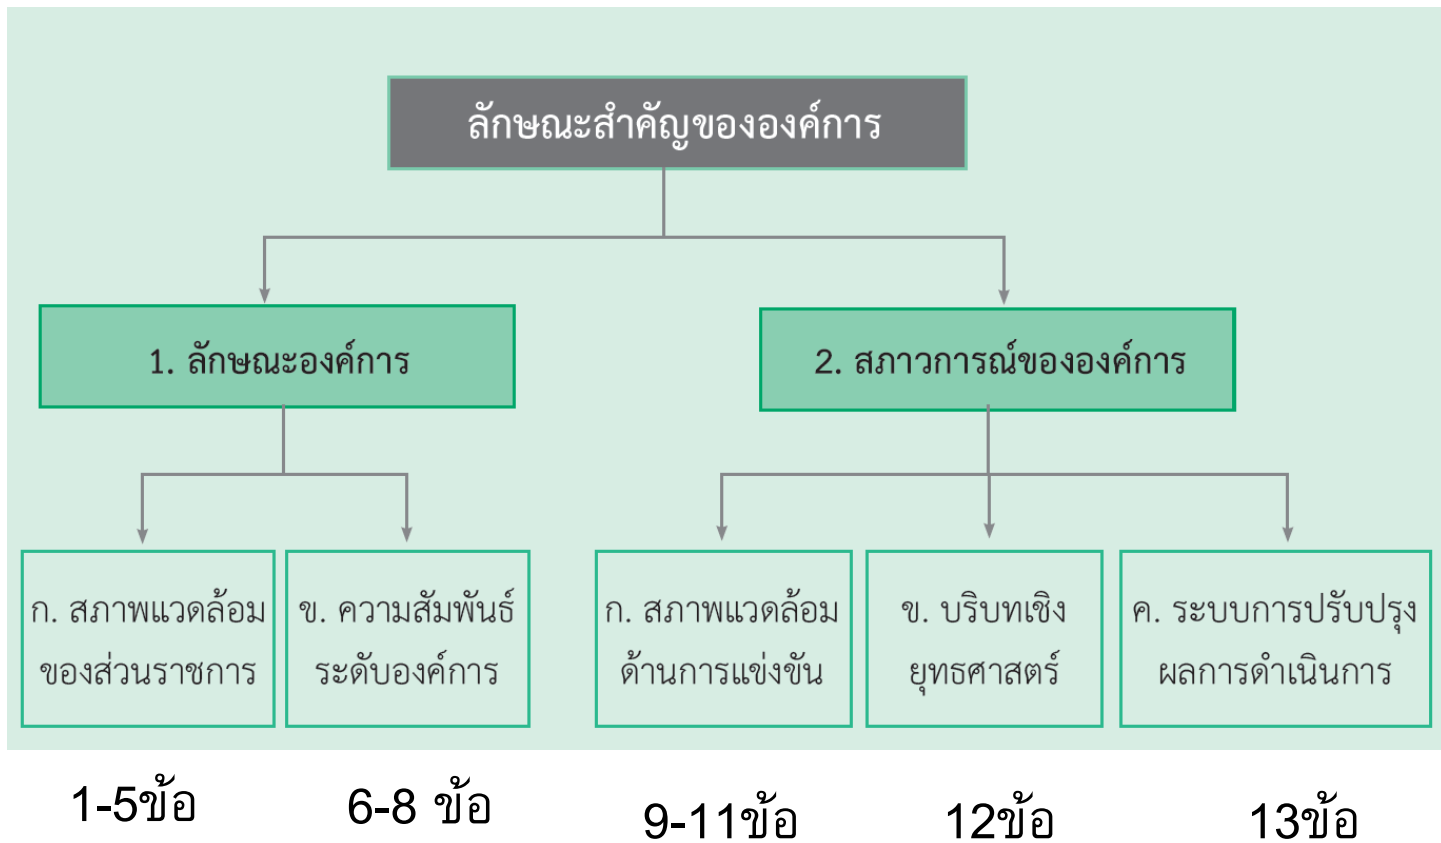 ลักษณะสำคัญขององค์การ
1. ลักษณะองค์การ
2. สภาวการณ์ขององค์การ
ก. สภาพแวดล้อม
ของส่วนราชการ
ข. ความสัมพันธ์
ระดับองค์การ
ก. สภาพแวดล้อม
ด้านการแข่งขัน
ข. บริบทเชิง
ยุทธศาสตร์
ค. ระบบการปรับปรุง
ผลการดำเนินการ
1-5ข้อ
6-8 ข้อ
9-11ข้อ
12ข้อ
13ข้อ